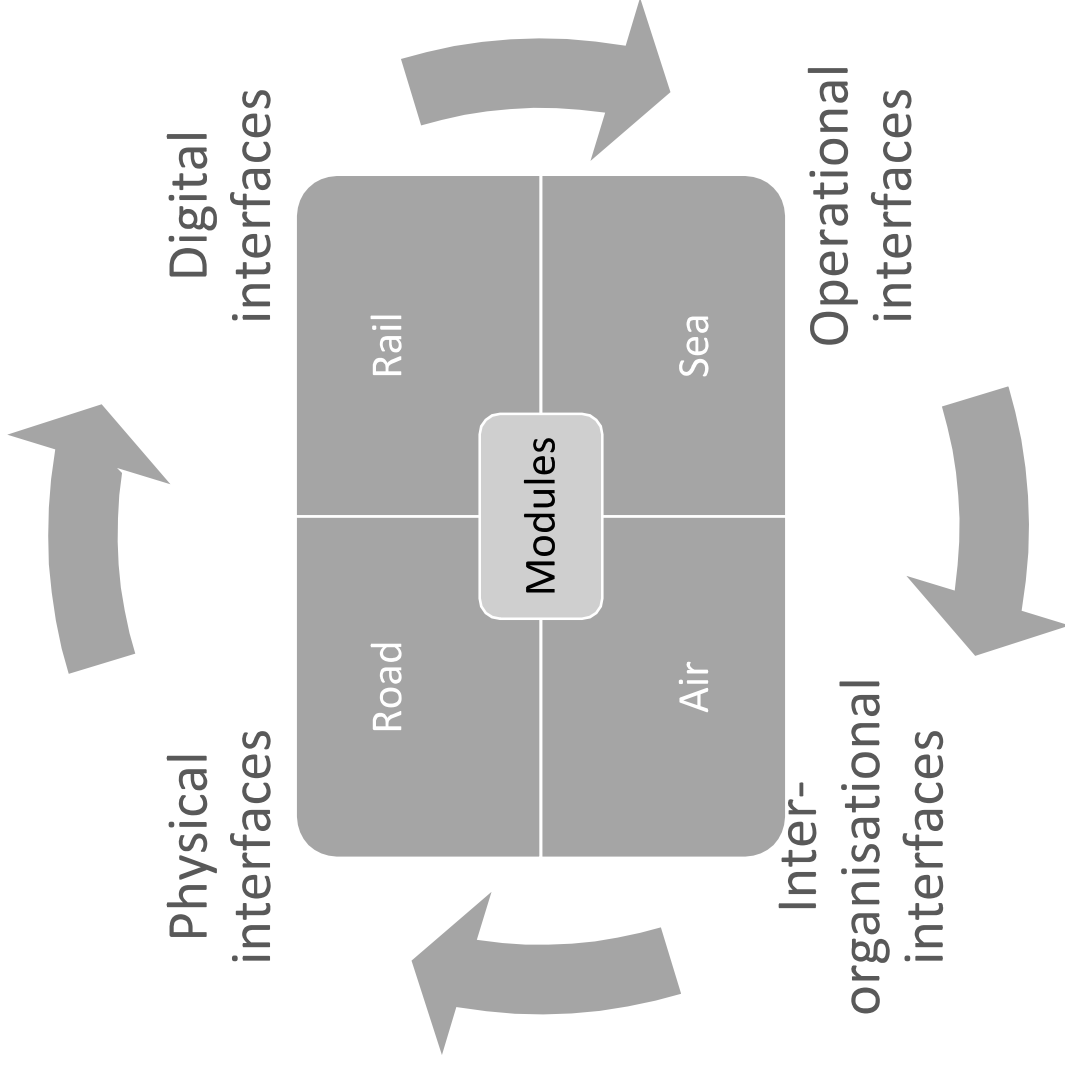 Physical
interfaces
Digital
interfaces
Road
Rail
Modules
Air
Sea
Inter-
organisational
interfaces
Operational
interfaces